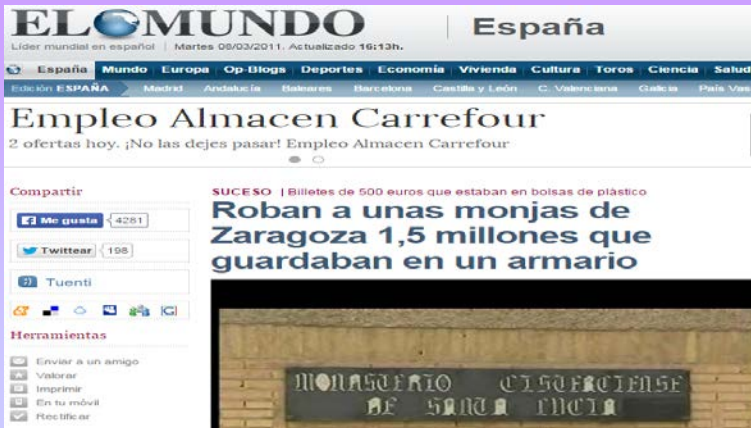 ELMUNDO
España
Líder mundial en español | Martes 08/03/2011. Actualizado 16:13h.
España Mundo Europa Op-Blogs Deportes Economía Vivienda Cultura Toros Ciencia Salud
Edición ESPAÑA Madrid Andalucía Baleares Barcelona Castilla y León C. Valenciana Galicia País Vas
Empleo Almacen Carrefour
2 ofertas hoy. ¡No las dejes pasar! Empleo Almacen Carrefour
Compartir
Me gusta 4281
Twittear 198
Tuenti
Herramientas
Enviar a un amigo
Valorar
Imprimir
En tu móvil
Rectificar
SUCESO | Billetes de 500 euros que estaban en bolsas de plástico
Roban a unas monjas de
Zaragoza 1,5 millones que
guardaban en un armario
MONASTERIO CISTERCIENSE
DE SANTA LUCIA